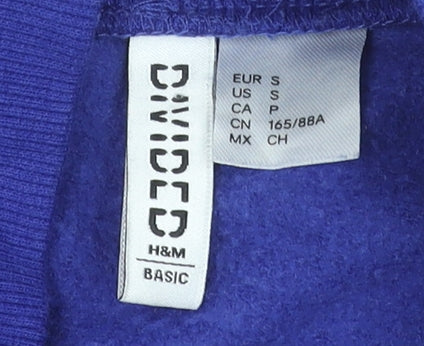 DIVIDED
H&M
BASIC
EUR S
US S
CA P
CN 165/88A
MX CH